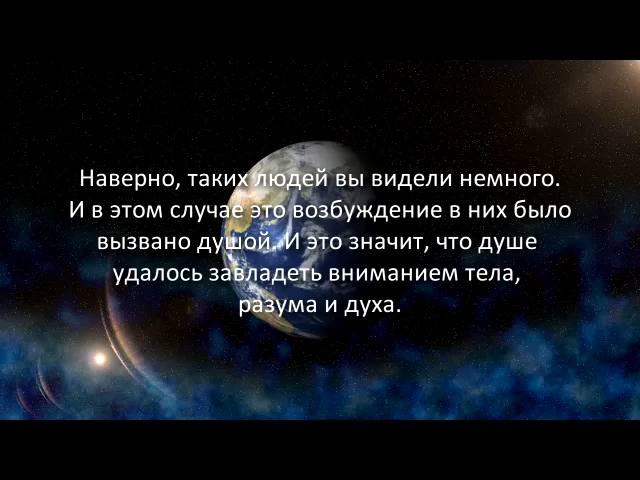 Наверно, таких людей вы видели немного.
И в этом случае это возбуждение в них было
вызвано душой. И это значит, что душе
удалось завладеть вниманием тела,
разума и духа.